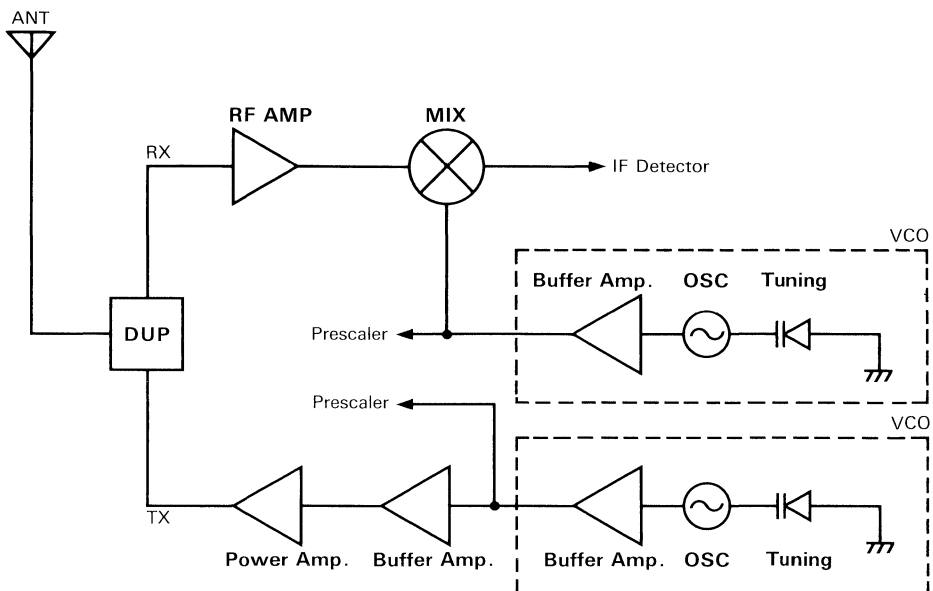 ANT
RF AMP
MIX
RX
IF Detector
VCO
Buffer Amp.
OSC
Tuning
Prescaler
DUP
Prescaler
VCO
TX
Power Amp.
Buffer Amp.
Buffer Amp.
OSC
Tuning